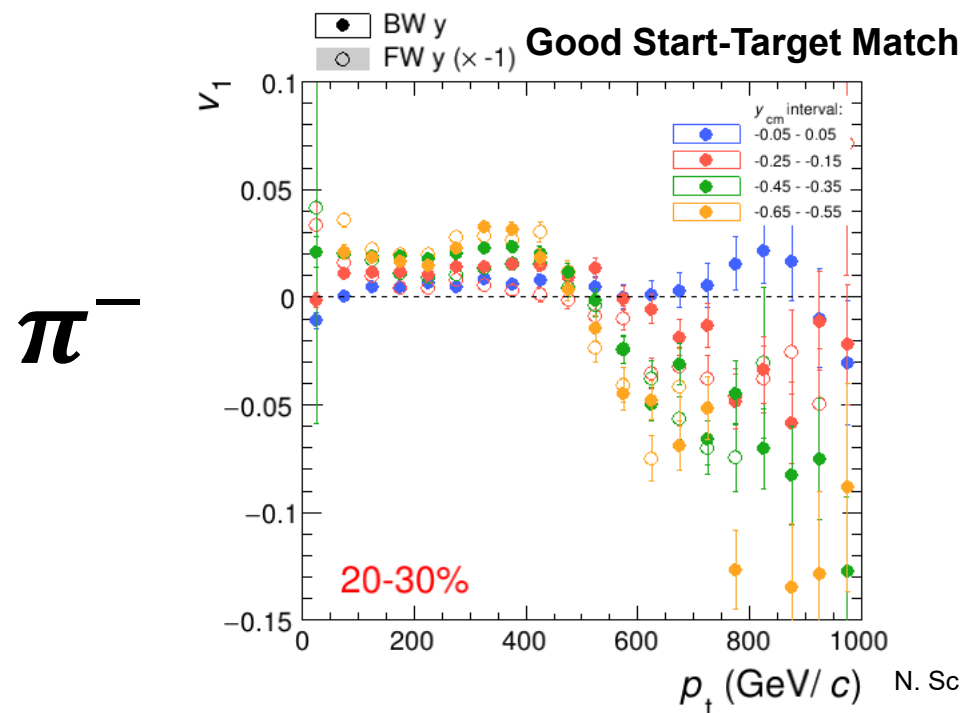 BW y
FW y (× -1)
Good Start-Target Match
v₁
0.1
0.05
0
−0.05
−0.1
−0.15
y_cm interval:
-0.05 - 0.05
-0.25 - -0.15
-0.45 - -0.35
-0.65 - -0.55
π⁻
20-30%
0 200 400 600 800 1000
p_t (GeV/ c)
N. Sc